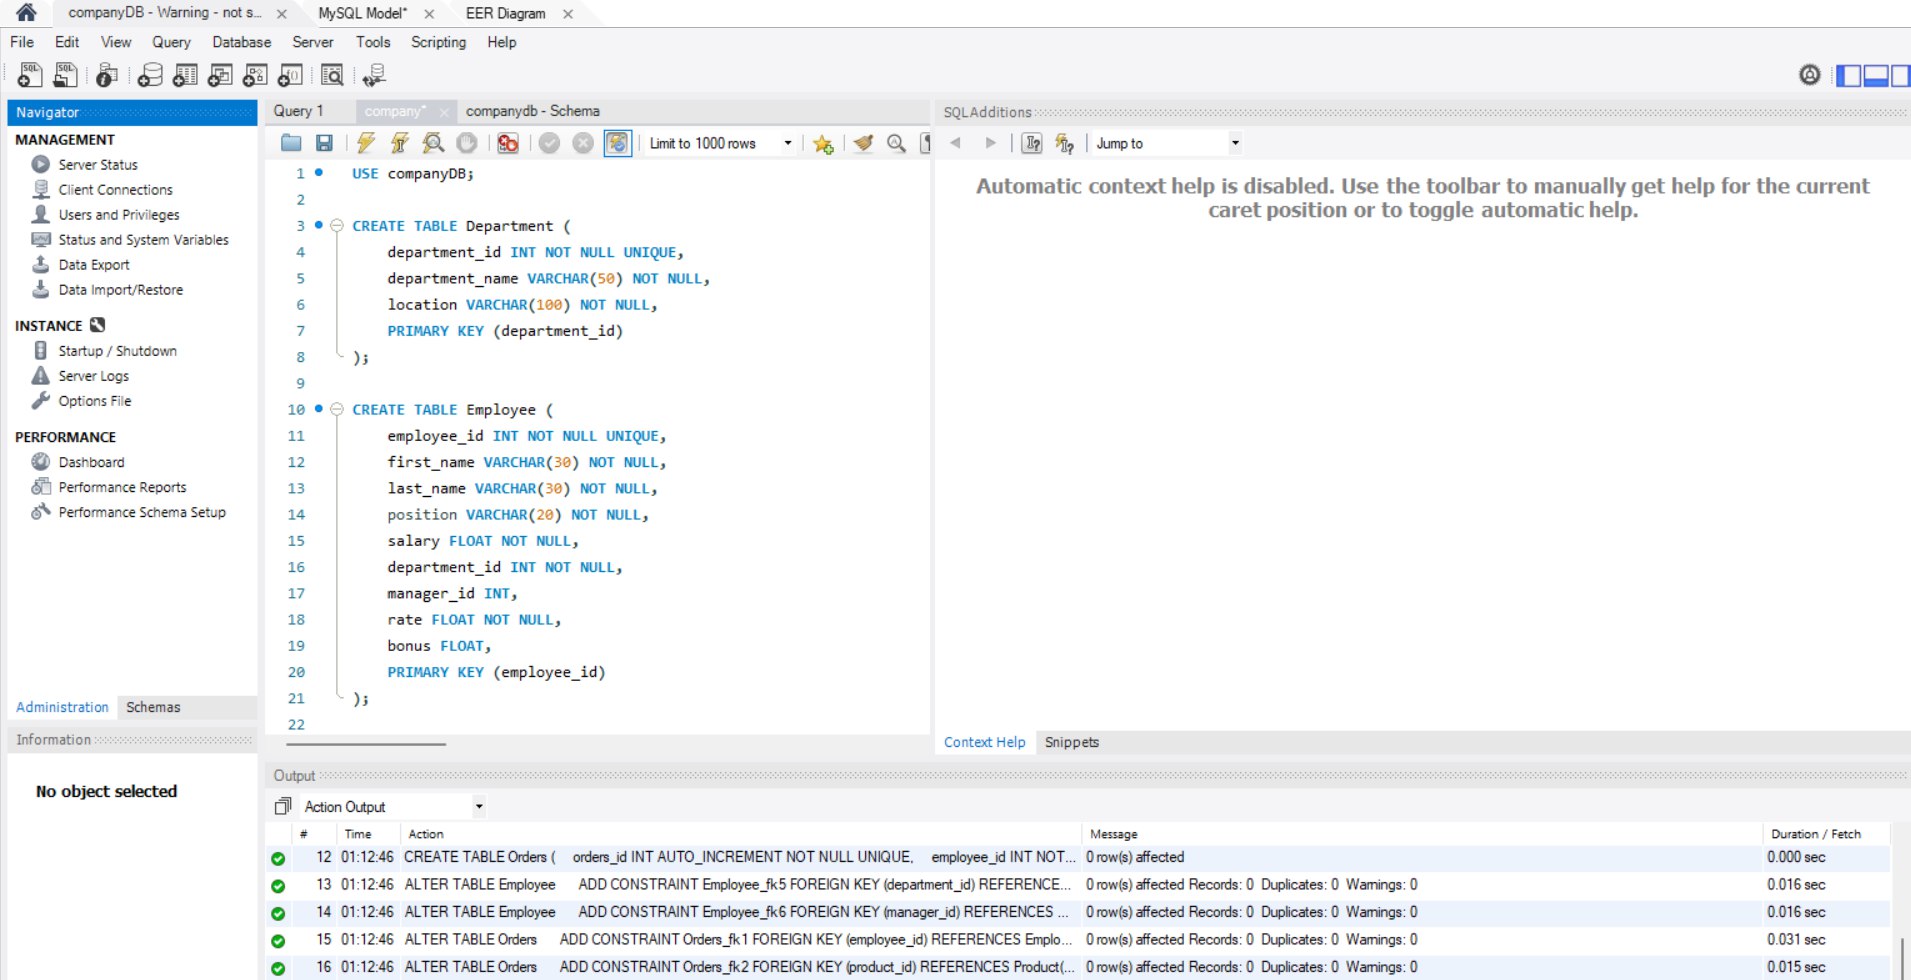 companyDB - Warning - not s...
MySQL Model*
EER Diagram
File Edit View Query Database Server Tools Scripting Help
Navigator
MANAGEMENT
Server Status
Client Connections
Users and Privileges
Status and System Variables
Data Export
Data Import/Restore
INSTANCE
Startup / Shutdown
Server Logs
Options File
PERFORMANCE
Dashboard
Performance Reports
Performance Schema Setup
Administration Schemas
Information
No object selected
Query 1 company* companydb - Schema
Limit to 1000 rows
1 USE companyDB;
2
3 CREATE TABLE Department (
4 department_id INT NOT NULL UNIQUE,
5 department_name VARCHAR(50) NOT NULL,
6 location VARCHAR(100) NOT NULL,
7 PRIMARY KEY (department_id)
8 );
9
10 CREATE TABLE Employee (
11 employee_id INT NOT NULL UNIQUE,
12 first_name VARCHAR(30) NOT NULL,
13 last_name VARCHAR(30) NOT NULL,
14 position VARCHAR(20) NOT NULL,
15 salary FLOAT NOT NULL,
16 department_id INT NOT NULL,
17 manager_id INT,
18 rate FLOAT NOT NULL,
19 bonus FLOAT,
20 PRIMARY KEY (employee_id)
21 );
22
SQLAdditions
Jump to
Automatic context help is disabled. Use the toolbar to manually get help for the current
caret position or to toggle automatic help.
Context Help Snippets
Output
Action Output
# Time Action Message Duration / Fetch
12 01:12:46 CREATE TABLE Orders ( orders_id INT AUTO_INCREMENT NOT NULL UNIQUE, employee_id INT NOT... 0 row(s) affected 0.000 sec
13 01:12:46 ALTER TABLE Employee ADD CONSTRAINT Employee_fk5 FOREIGN KEY (department_id) REFERENCE... 0 row(s) affected Records: 0 Duplicates: 0 Warnings: 0 0.016 sec
14 01:12:46 ALTER TABLE Employee ADD CONSTRAINT Employee_fk6 FOREIGN KEY (manager_id) REFERENCES ... 0 row(s) affected Records: 0 Duplicates: 0 Warnings: 0 0.016 sec
15 01:12:46 ALTER TABLE Orders ADD CONSTRAINT Orders_fk1 FOREIGN KEY (employee_id) REFERENCES Emplo... 0 row(s) affected Records: 0 Duplicates: 0 Warnings: 0 0.031 sec
16 01:12:46 ALTER TABLE Orders ADD CONSTRAINT Orders_fk2 FOREIGN KEY (product_id) REFERENCES Product(... 0 row(s) affected Records: 0 Duplicates: 0 Warnings: 0 0.015 sec